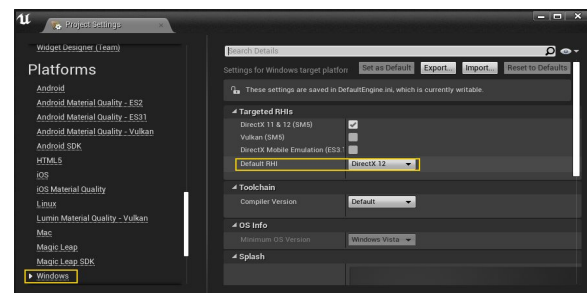 Project Settings
Widget Designer (Team)
Platforms
Android
Android Material Quality - ES2
Android Material Quality - ES31
Android Material Quality - Vulkan
Android SDK
HTML5
iOS
iOS Material Quality
Linux
Lumin Material Quality - Vulkan
Mac
Magic Leap
Magic Leap SDK
Windows
Search Details
Settings for Windows target platforr
Set as Default
Export...
Import...
Reset to Defaults
These settings are saved in DefaultEngine.ini, which is currently writable.
Targeted RHIs
DirectX 11 & 12 (SM5)
Vulkan (SM5)
DirectX Mobile Emulation (ES3.
Default RHI
DirectX 12
Toolchain
Compiler Version
Default
OS Info
Minimum OS Version
Windows Vista
Splash